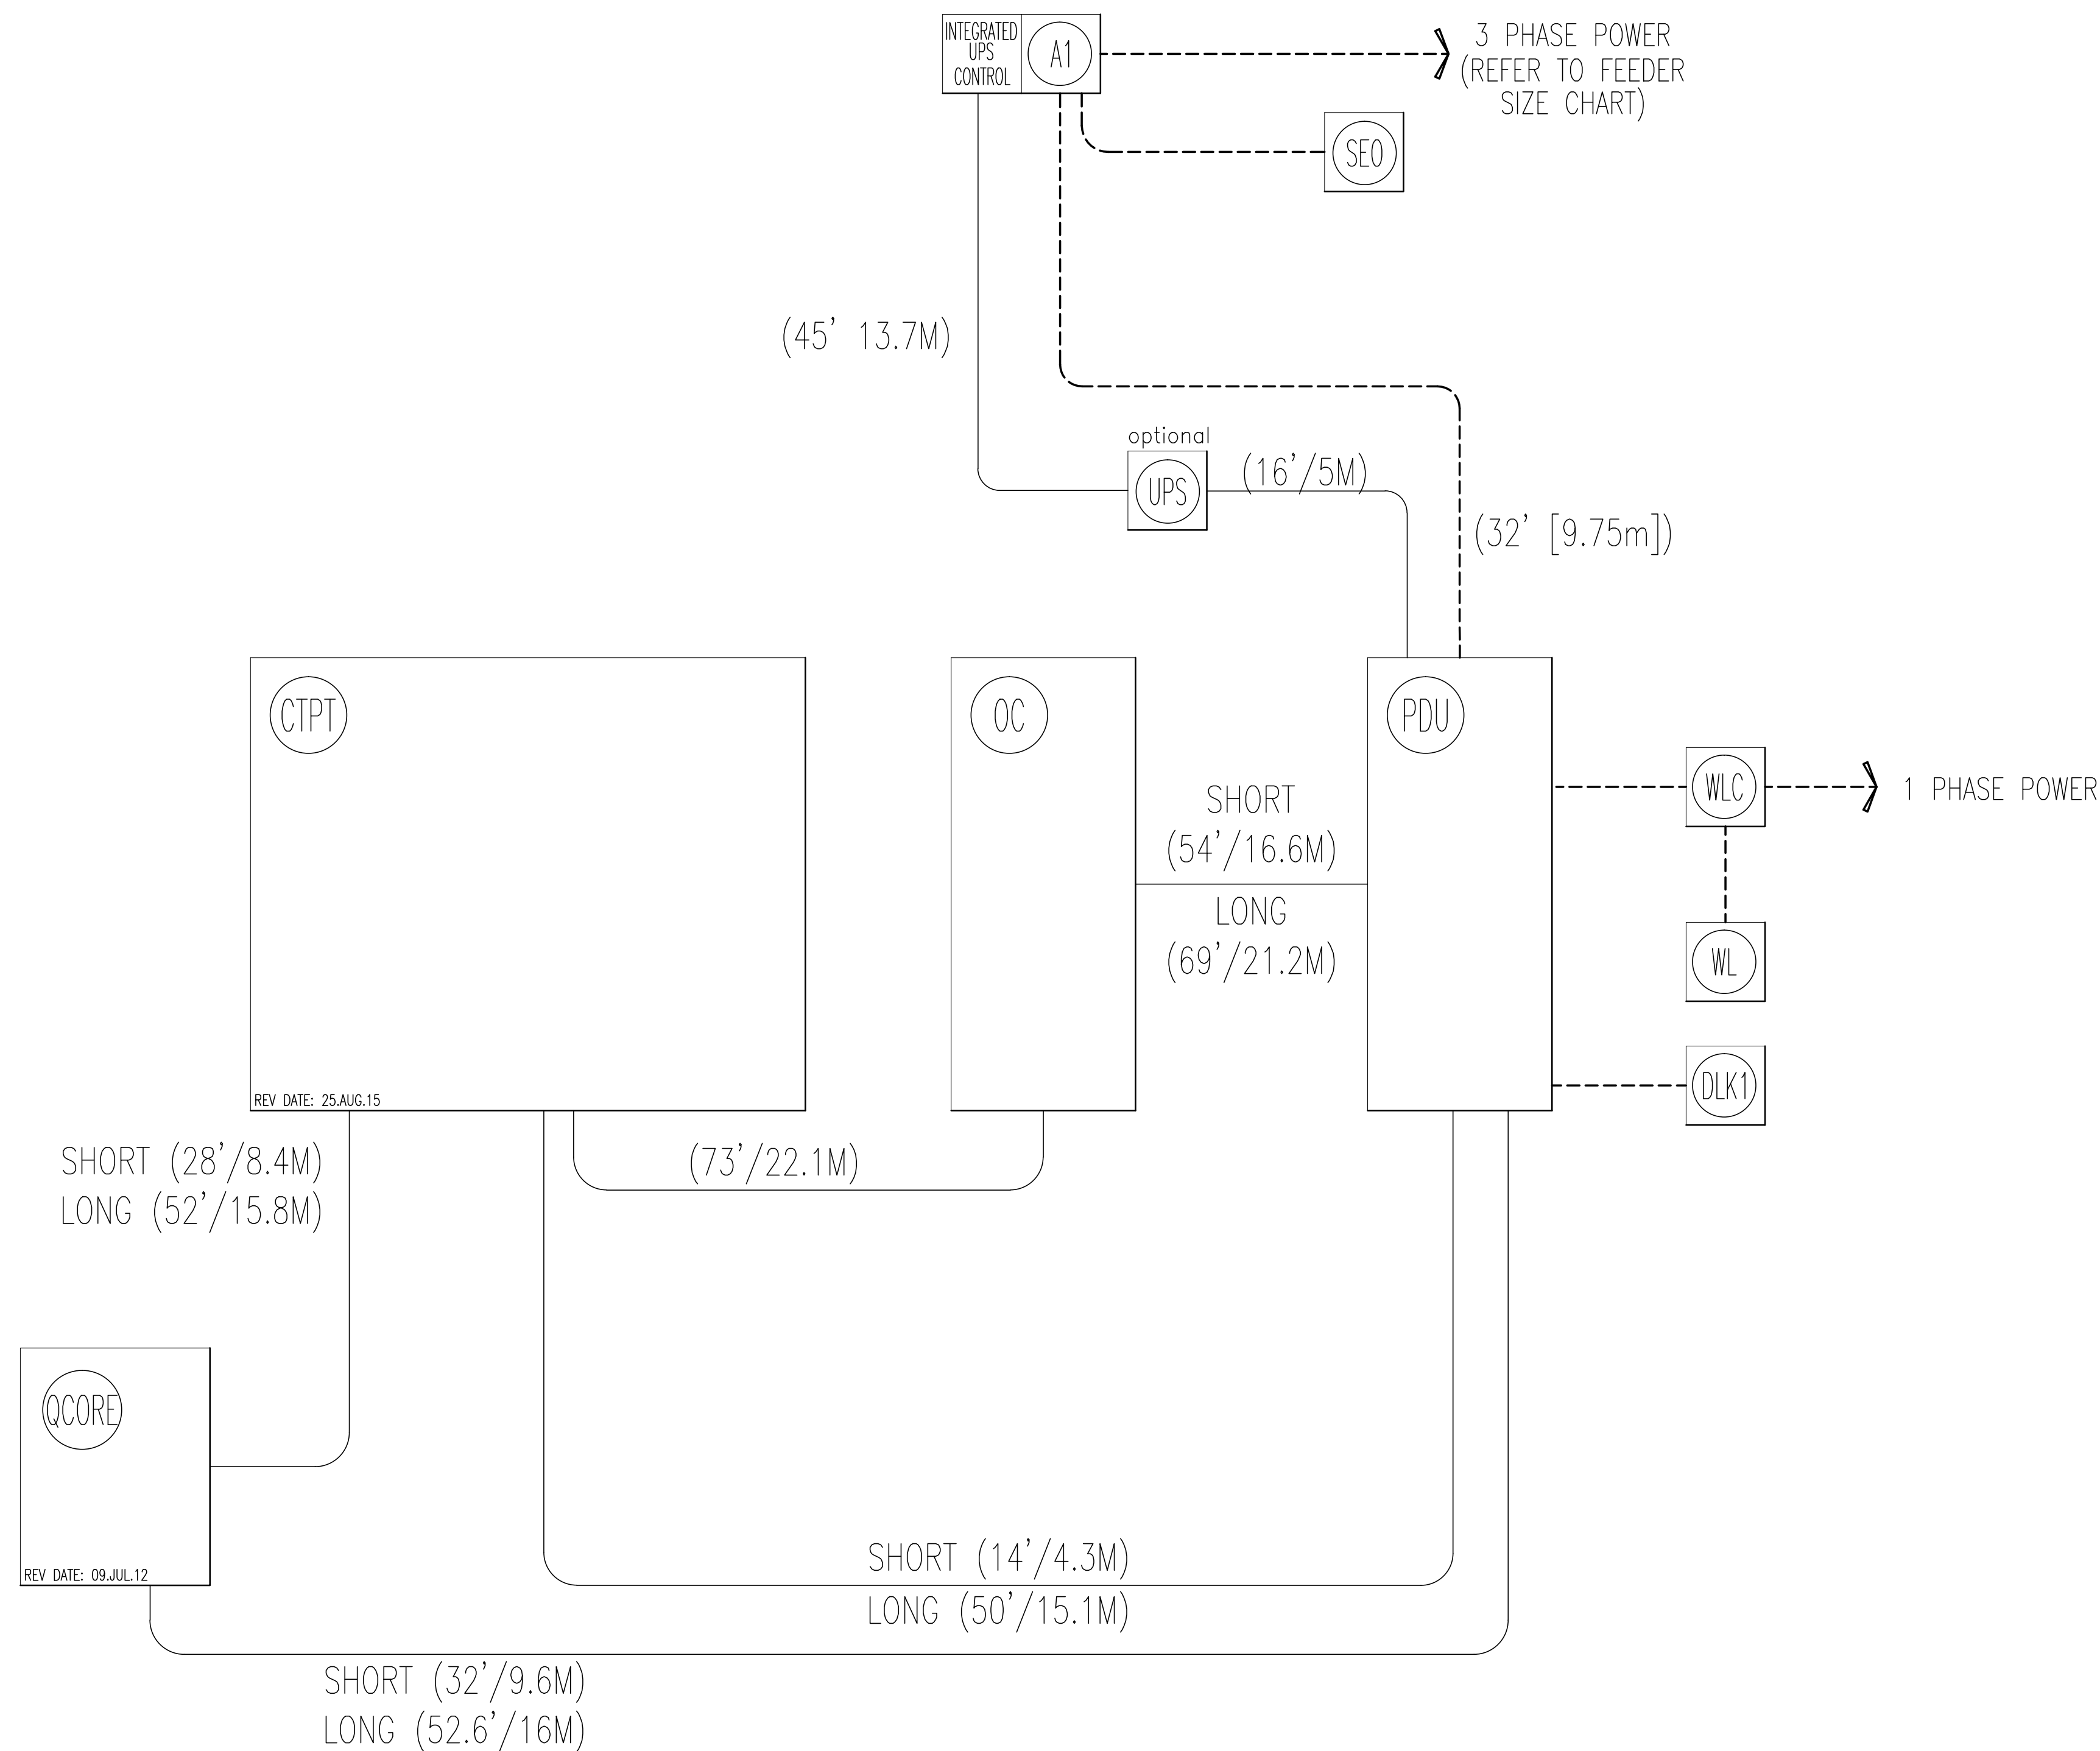 INTEGRATED
UPS
CONTROL
A1
3 PHASE POWER
(REFER TO FEEDER
SIZE CHART)
SEO
(45' 13.7M)
optional
UPS
(16'/5M)
(32' [9.75m])
CTPT
OC
PDU
WLC
1 PHASE POWER
SHORT
(54'/16.6M)
LONG
(69'/21.2M)
WL
DLK1
REV DATE: 25.AUG.15
SHORT (28'/8.4M)
LONG (52'/15.8M)
(73'/22.1M)
QCORE
REV DATE: 09.JUL.12
SHORT (14'/4.3M)
LONG (50'/15.1M)
SHORT (32'/9.6M)
LONG (52.6'/16M)